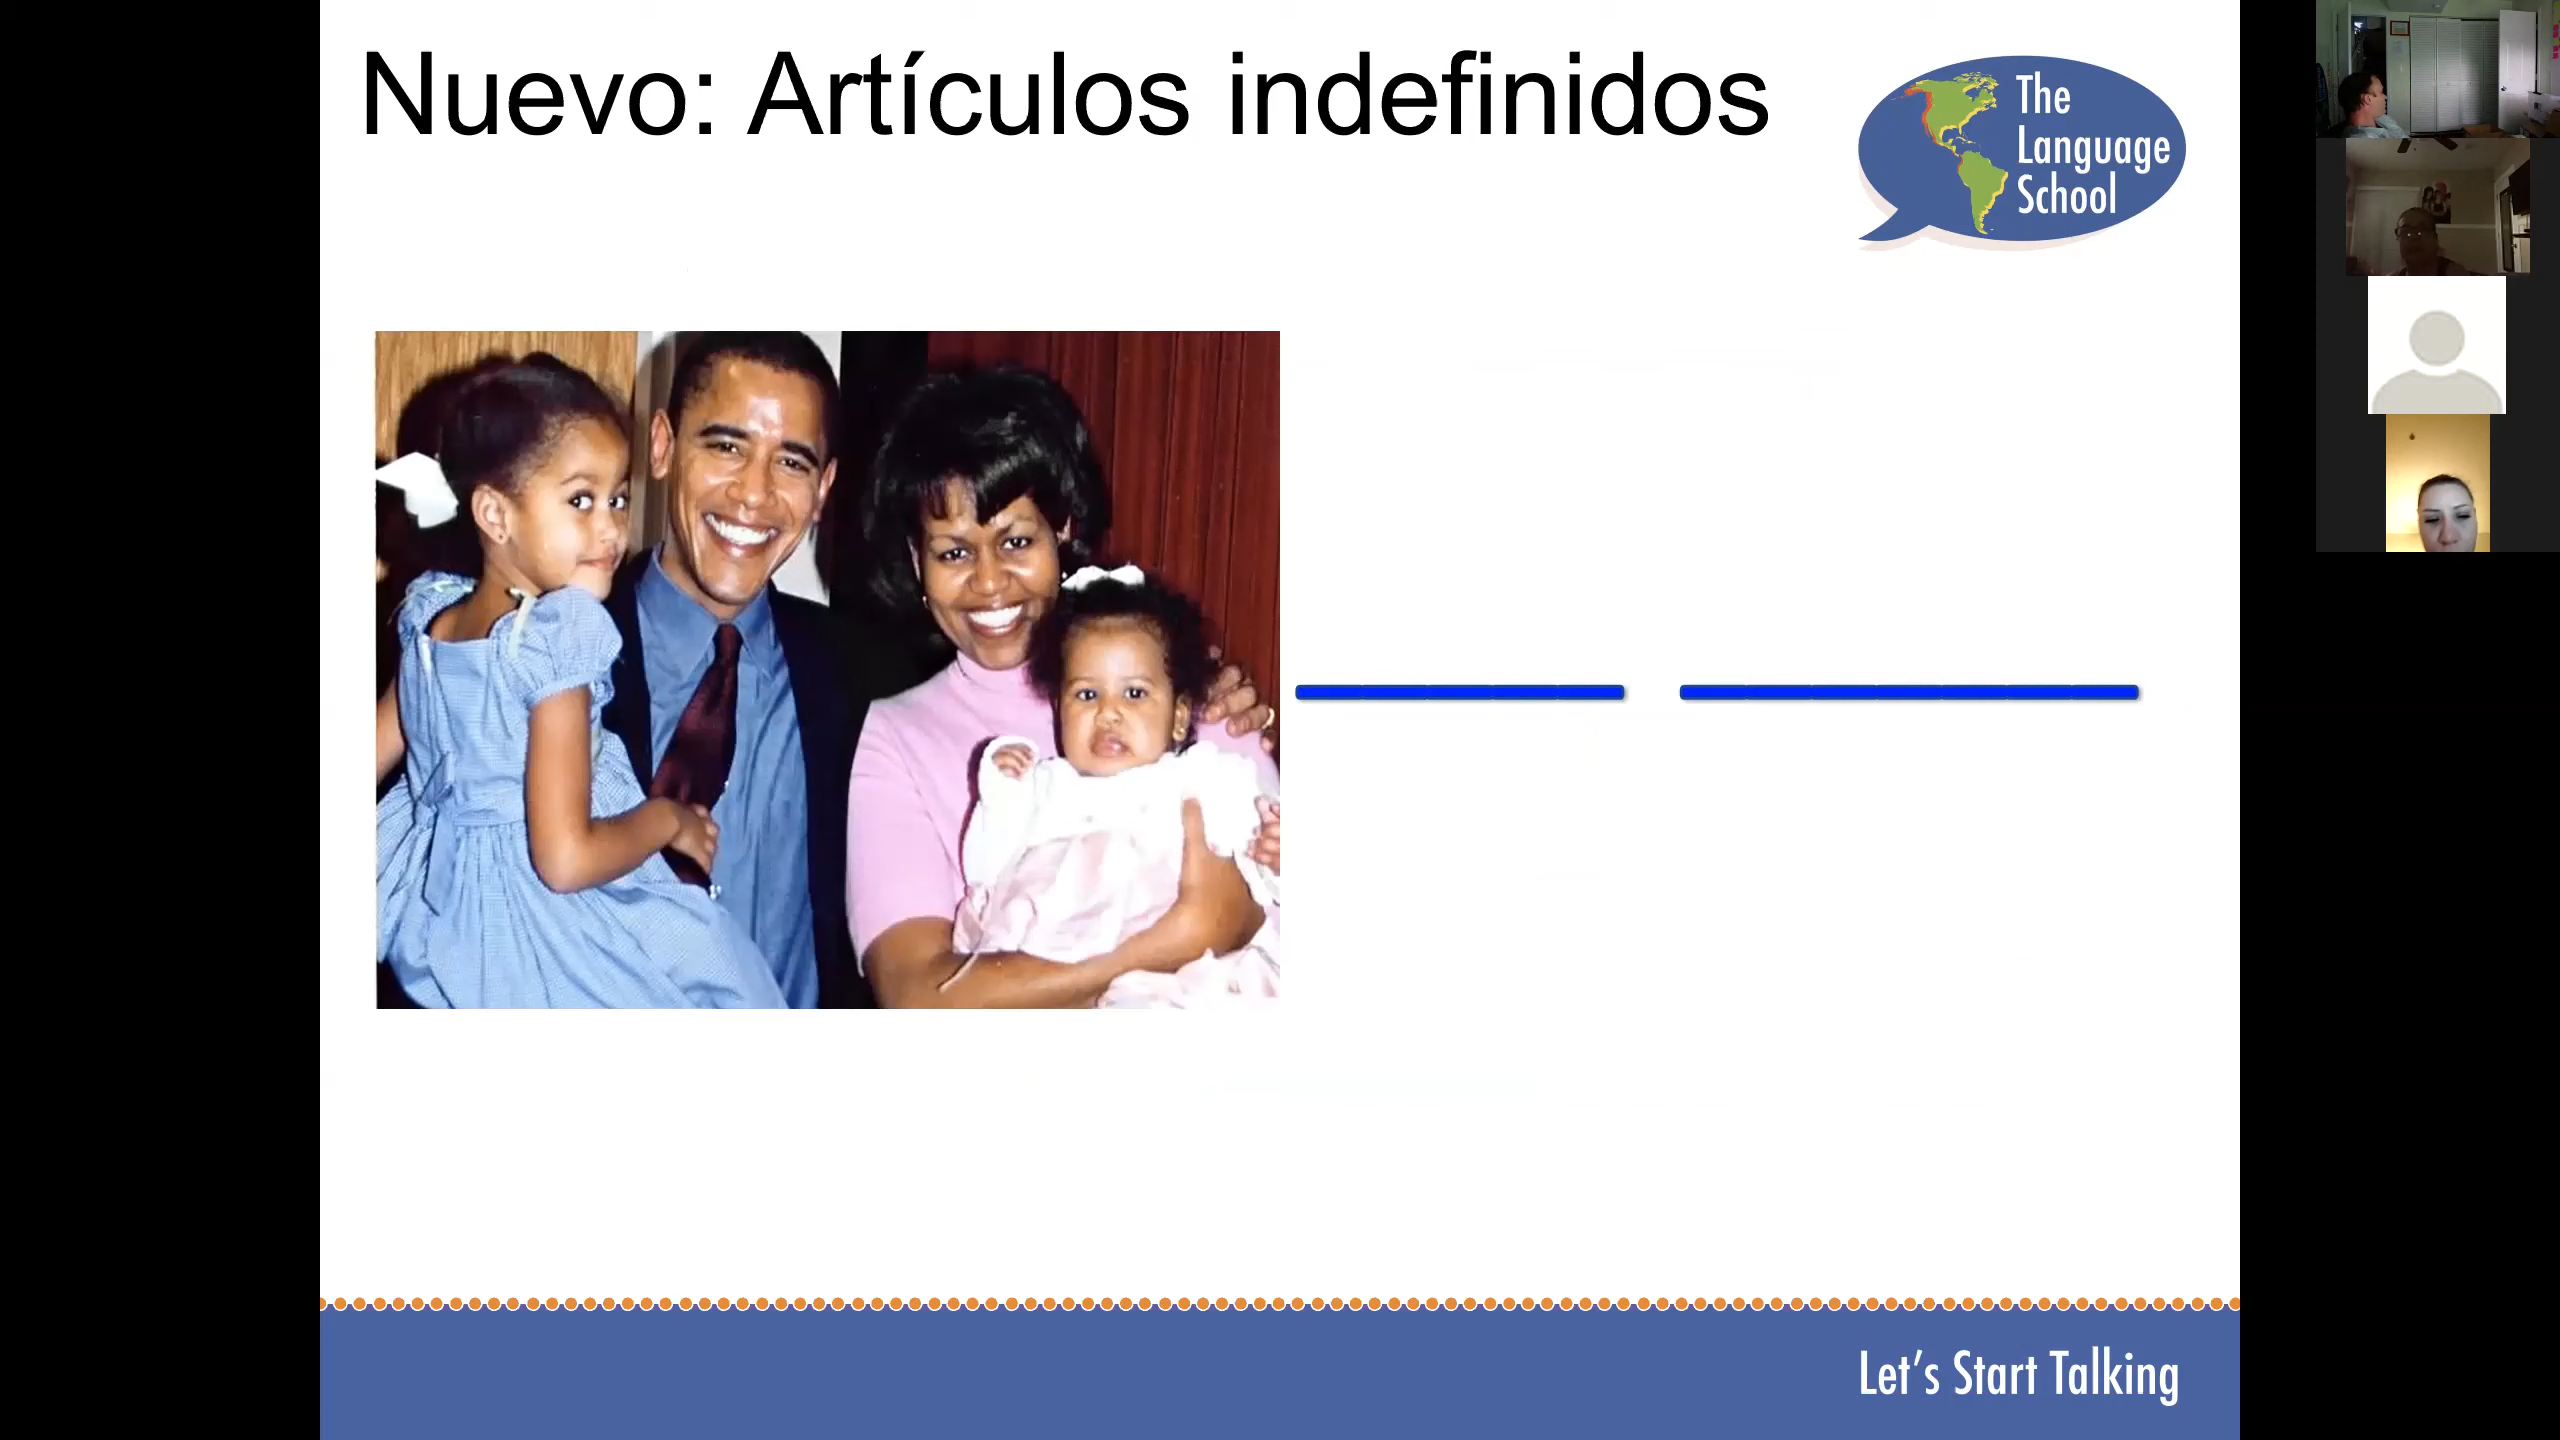 Nuevo: Artículos indefinidos
The
Language
School
Let's Start Talking